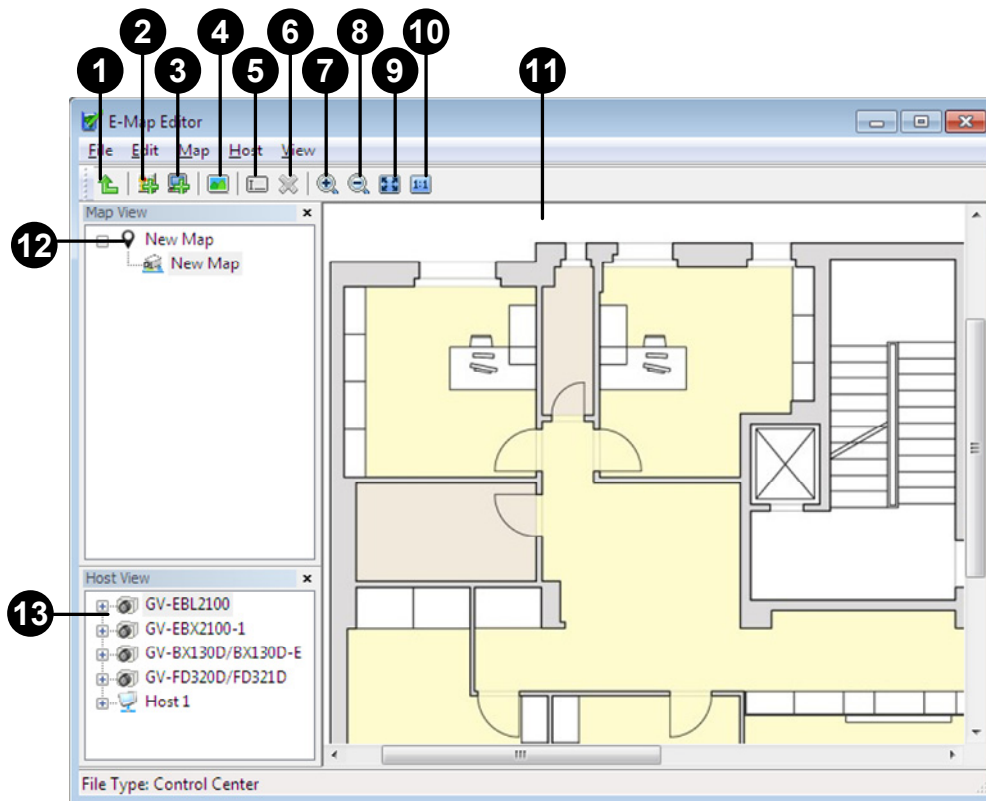 2
4
6
8
10
1
3
5
7
9
11
E-Map Editor
File Edit Map Host View
1:1
Map View
12
New Map
New Map
Host View
13
GV-EBL2100
GV-EBX2100-1
GV-BX130D/BX130D-E
GV-FD320D/FD321D
Host 1
File Type: Control Center